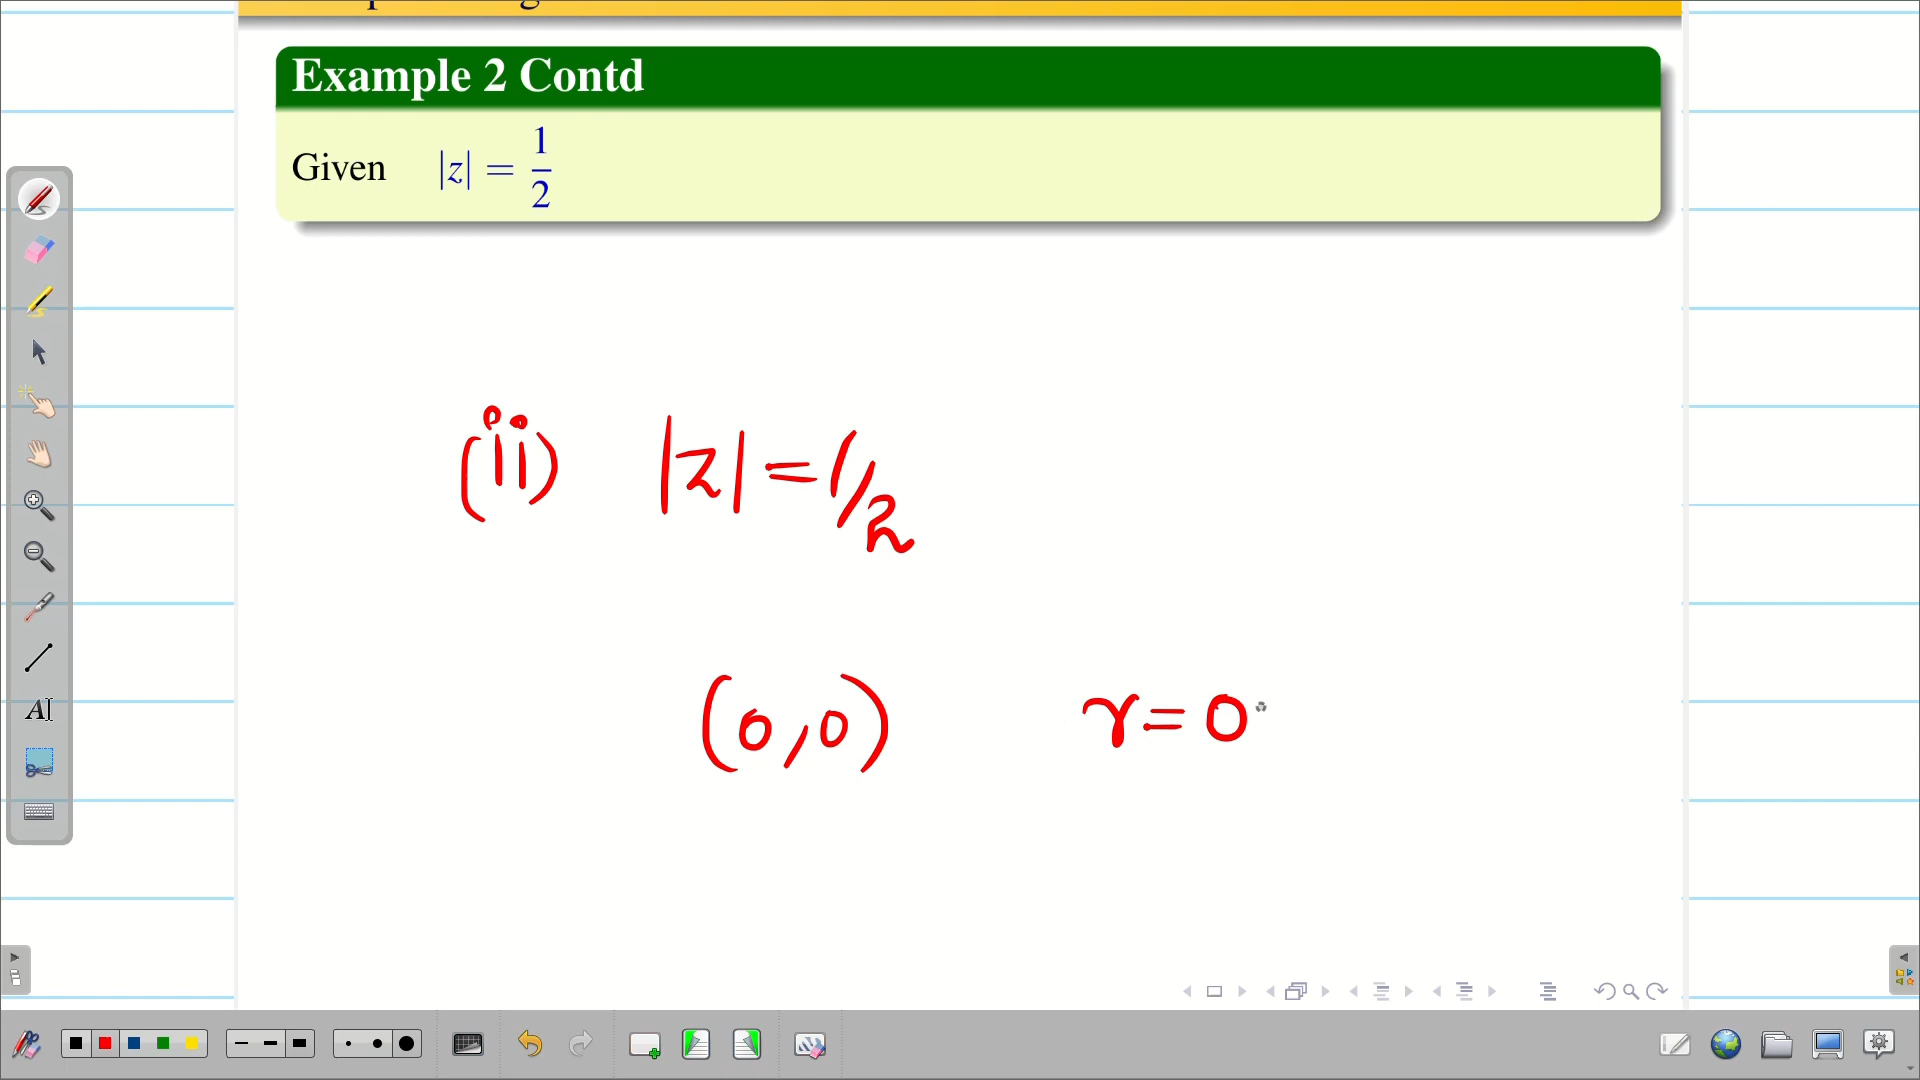 Example 2 Contd
Given |z| = 1/2
(ii) |z| = 1/2
(0,0) r = 0